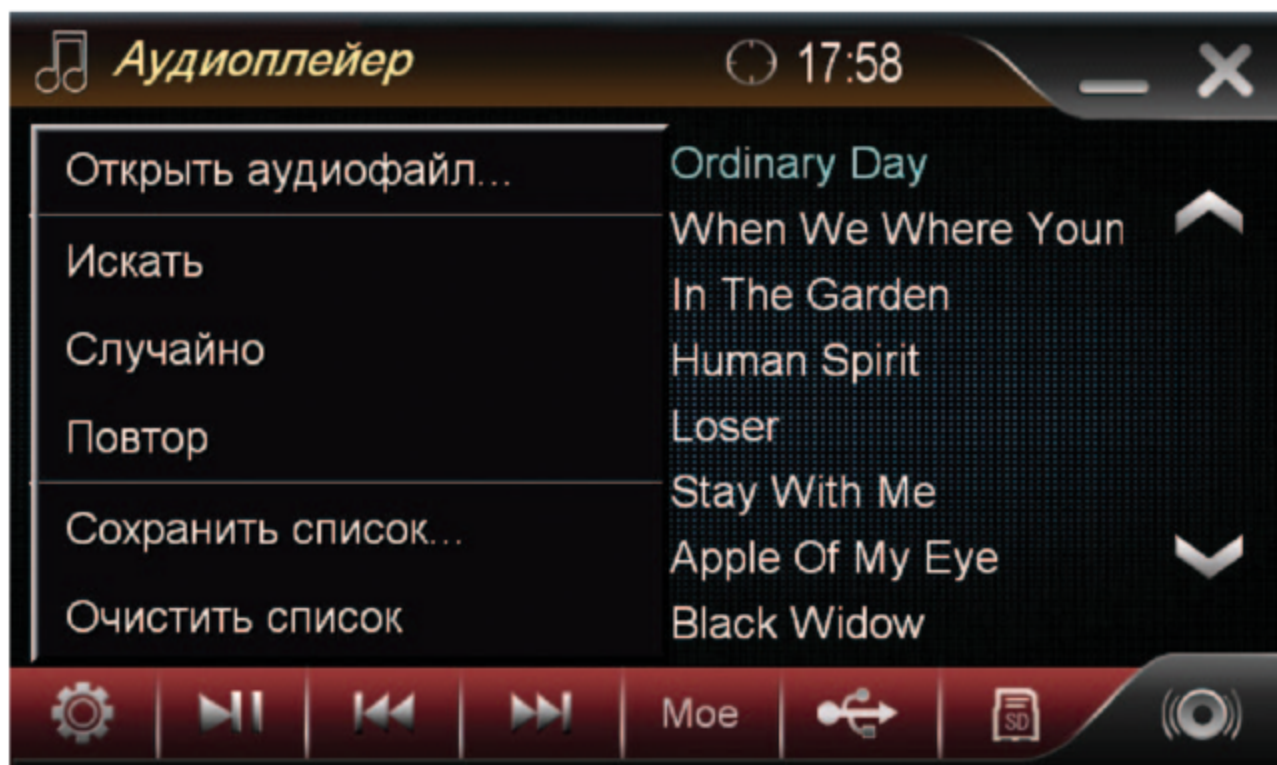 Аудиоплейер
17:58
Открыть аудиофайл...
Искать
Случайно
Повтор
Сохранить список...
Очистить список
Ordinary Day
When We Where Youn
In The Garden
Human Spirit
Loser
Stay With Me
Apple Of My Eye
Black Widow
Мое
SD